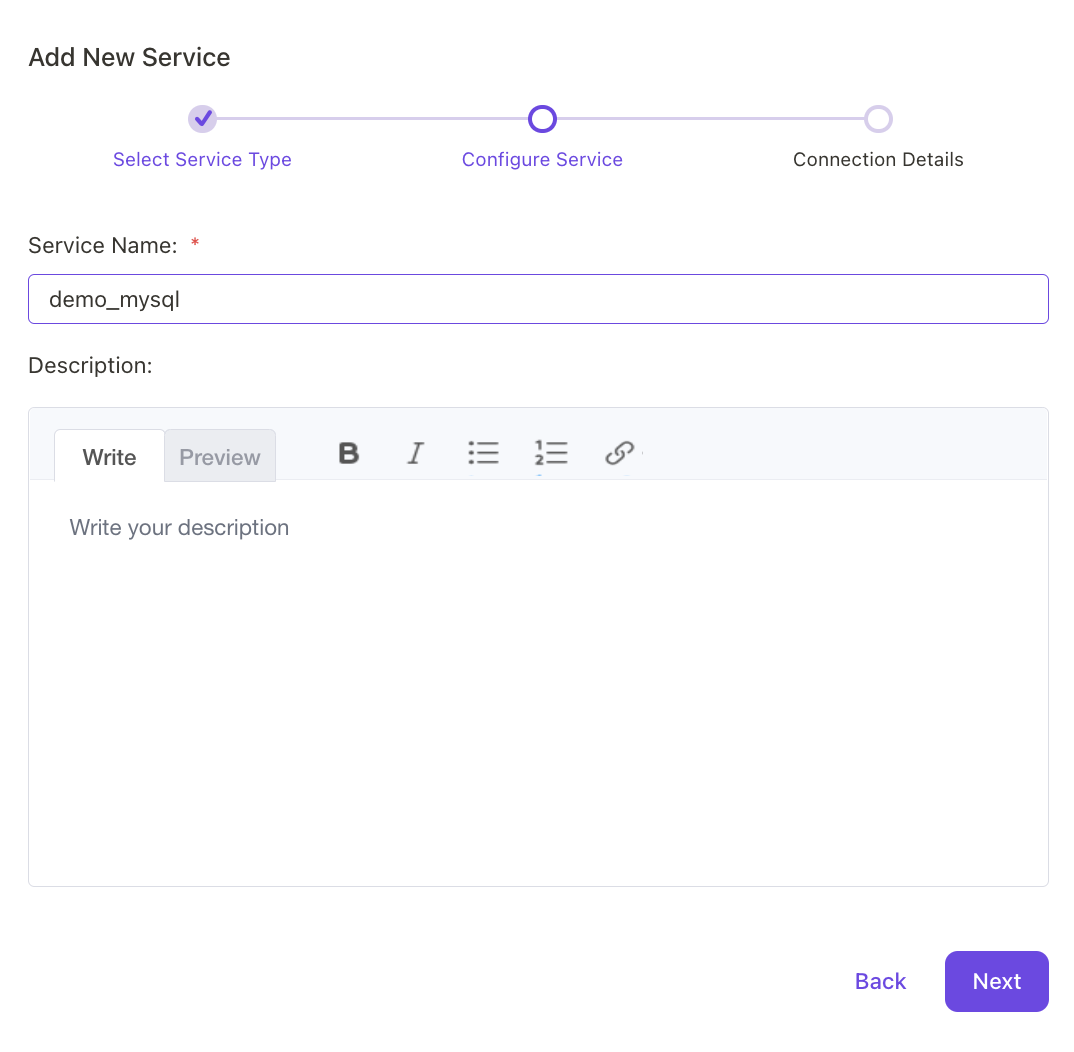 Add New Service
Select Service Type
Configure Service
Connection Details
Service Name: *
demo_mysql
Description:
Write
Preview
B
I
Write your description
Back
Next